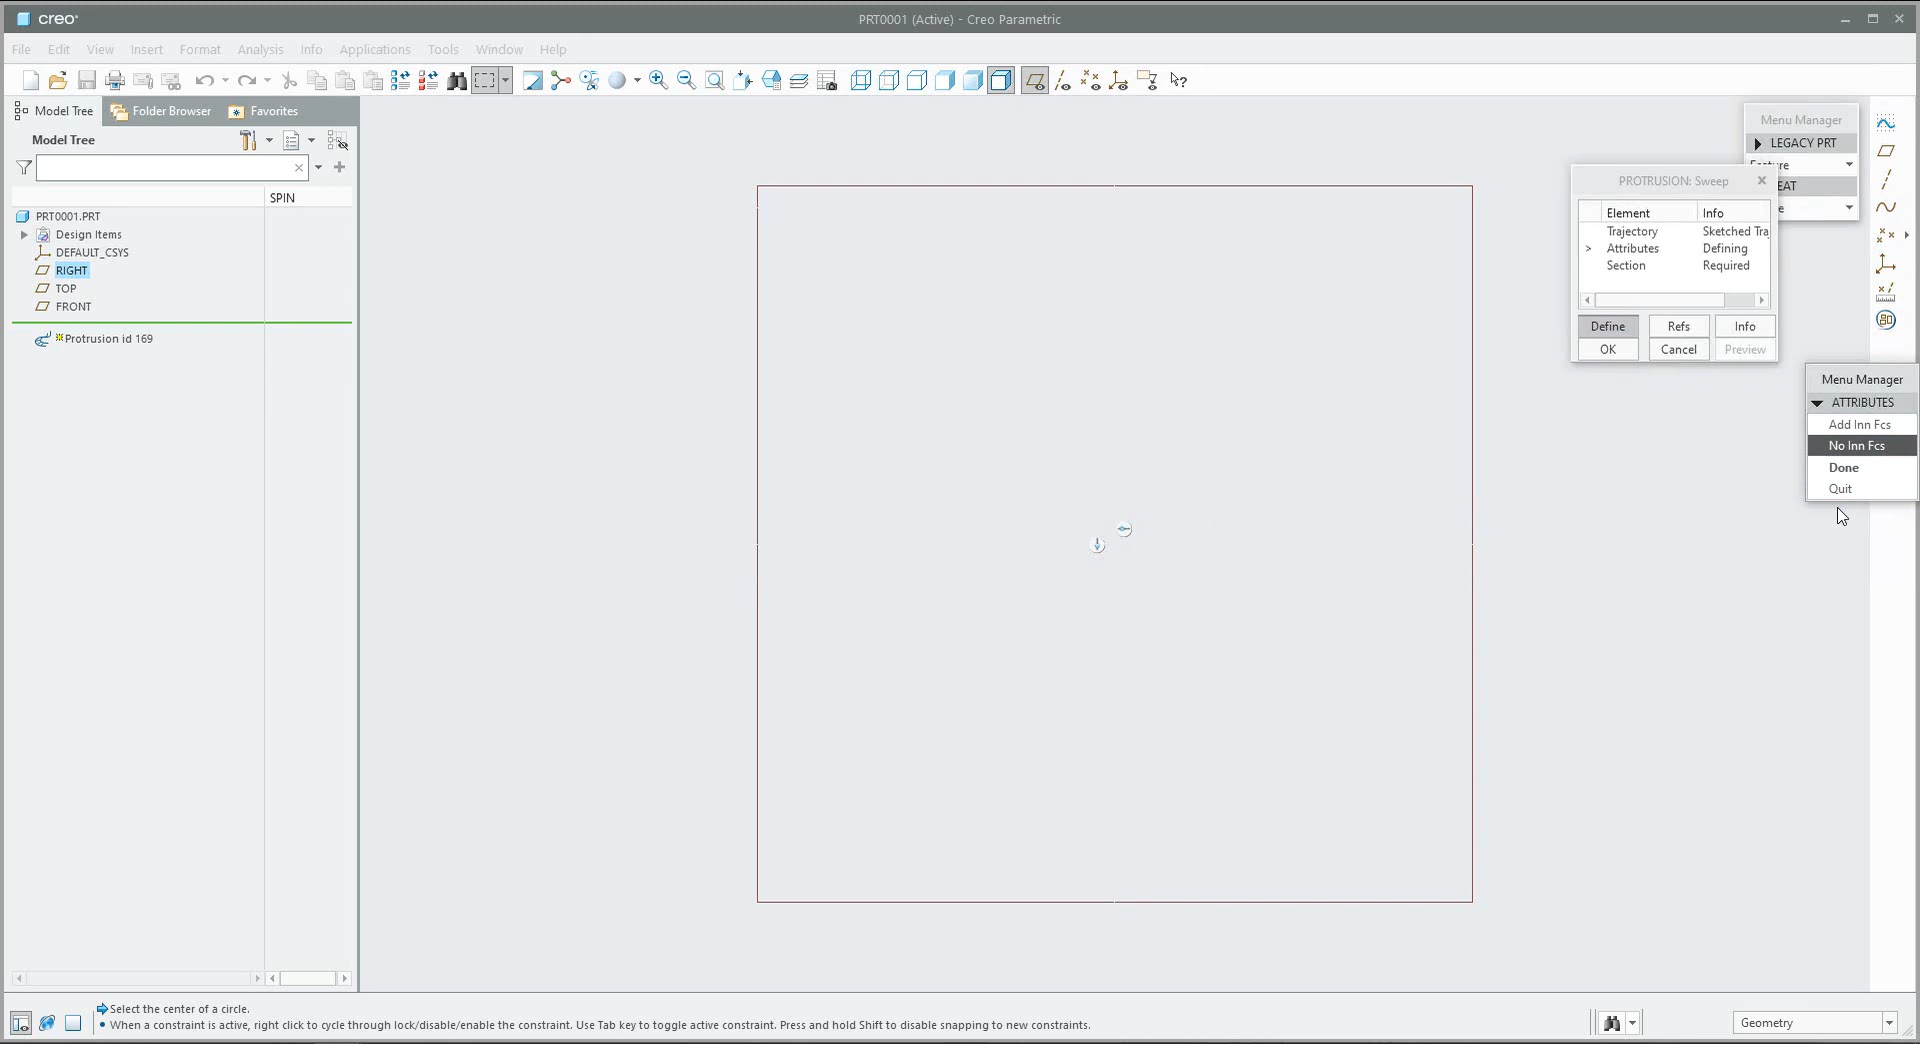 creo
PRT0001 (Active) - Creo Parametric
File Edit View Insert Format Analysis Info Applications Tools Window Help
Model Tree Folder Browser Favorites
Model Tree
SPIN
PRT0001.PRT
Design Items
DEFAULT_CSYS
RIGHT
TOP
FRONT
Protrusion id 169
Menu Manager
LEGACY PRT
PROTRUSION: Sweep
EAT
Element Info
Trajectory Sketched Traj
> Attributes Defining
Section Required
Define Refs Info
OK Cancel Preview
Menu Manager
ATTRIBUTES
Add Inn Fcs
No Inn Fcs
Done
Quit
Select the center of a circle.
• When a constraint is active, right click to cycle through lock/disable/enable the constraint. Use Tab key to toggle active constraint. Press and hold Shift to disable snapping to new constraints.
Geometry